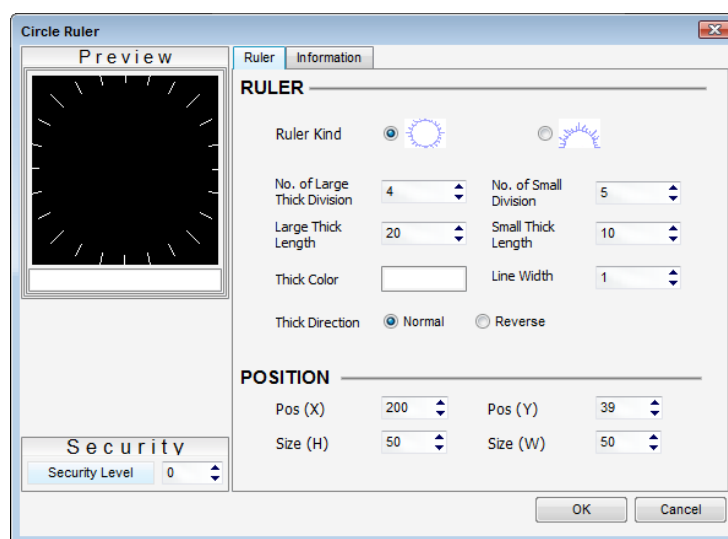 Circle Ruler
Preview
Ruler Information
RULER
Ruler Kind
No. of Large Thick Division 4
No. of Small Division 5
Large Thick Length 20
Small Thick Length 10
Thick Color
Line Width 1
Thick Direction Normal Reverse
POSITION
Pos (X) 200 Pos (Y) 39
Size (H) 50 Size (W) 50
Security
Security Level 0
OK Cancel